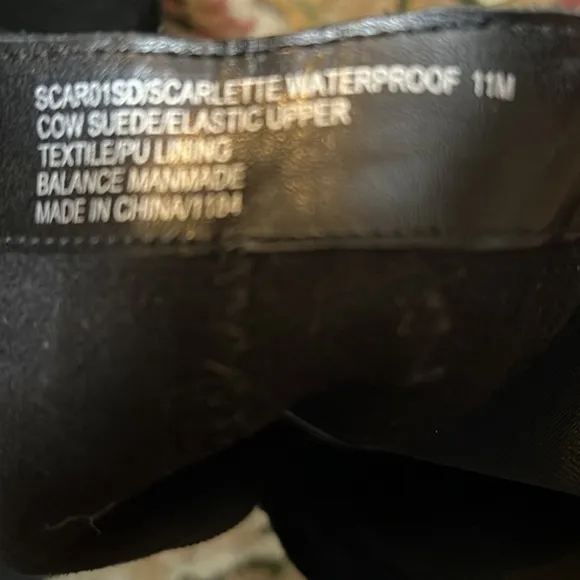 SCAR01SD/SCARLETTE WATERPROOF 11M
COW SUEDE/ELASTIC UPPER
TEXTILE/PU LINING
BALANCE MANMADE
MADE IN CHINA/1104